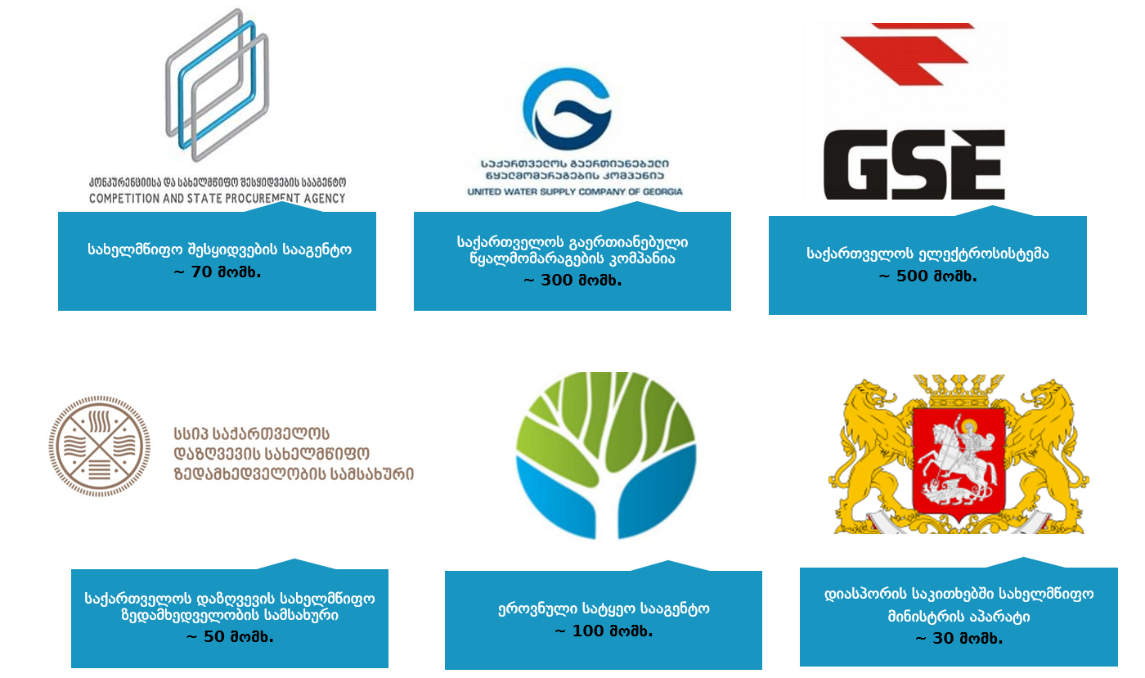 ᲙᲝᲜᲙᲣᲠᲔᲜᲪᲘᲘᲡᲐ ᲓᲐ ᲡᲐᲮᲔᲚᲛᲬᲘᲤᲝ ᲨᲔᲡᲧᲘᲓᲕᲔᲑᲘᲡ ᲡᲐᲐᲒᲔᲜᲢᲝ
COMPETITION AND STATE PROCUREMENT AGENCY
სახელმწიფო შესყიდვების სააგენტო
~ 70 მომხ.
ᲡᲐᲥᲐᲠᲗᲕᲔᲚᲝᲡ ᲒᲐᲔᲠᲗᲘᲐᲜᲔᲑᲣᲚᲘ
ᲬᲧᲐᲚᲛᲝᲛᲐᲠᲐᲒᲔᲑᲘᲡ ᲙᲝᲛᲞᲐᲜᲘᲐ
UNITED WATER SUPPLY COMPANY OF GEORGIA
საქართველოს გაერთიანებული
წყალმომარაგების კომპანია
~ 300 მომხ.
GSE
საქართველოს ელექტროსისტემა
~ 500 მომხ.
ᲡᲡᲘᲞ ᲡᲐᲥᲐᲠᲗᲕᲔᲚᲝᲡ
ᲓᲐᲖᲦᲕᲔᲕᲘᲡ ᲡᲐᲮᲔᲚᲛᲬᲘᲤᲝ
ᲖᲔᲓᲐᲛᲮᲔᲓᲕᲔᲚᲝᲑᲘᲡ ᲡᲐᲛᲡᲐᲮᲣᲠᲘ
საქართველოს დაზღვევის სახელმწიფო
ზედამხედველობის სამსახური
~ 50 მომხ.
ეროვნული სატყეო სააგენტო
~ 100 მომხ.
დიასპორის საკითხებში სახელმწიფო
მინისტრის აპარატი
~ 30 მომხ.